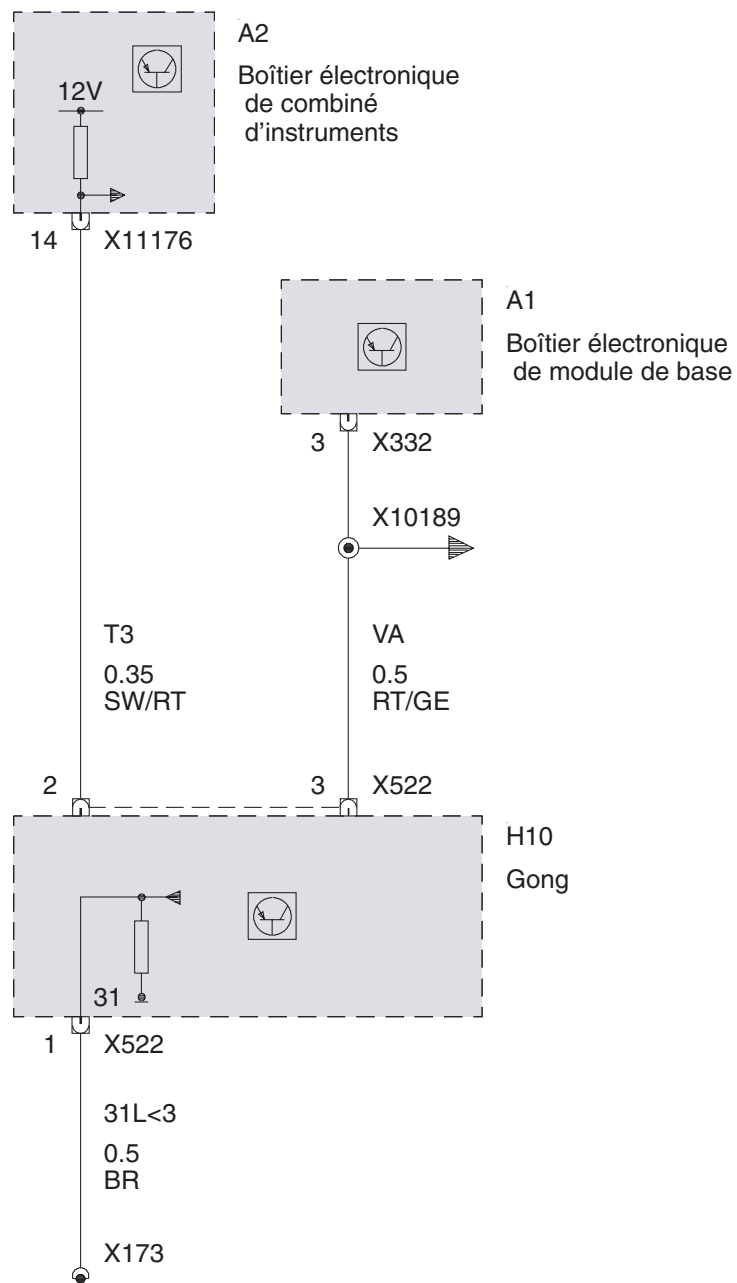 A2
Boîtier électronique
de combiné
d'instruments
12V
14 X11176
A1
Boîtier électronique
de module de base
3 X332
X10189
T3
0.35
SW/RT
VA
0.5
RT/GE
2
3 X522
H10
Gong
31
1 X522
31L<3
0.5
BR
X173